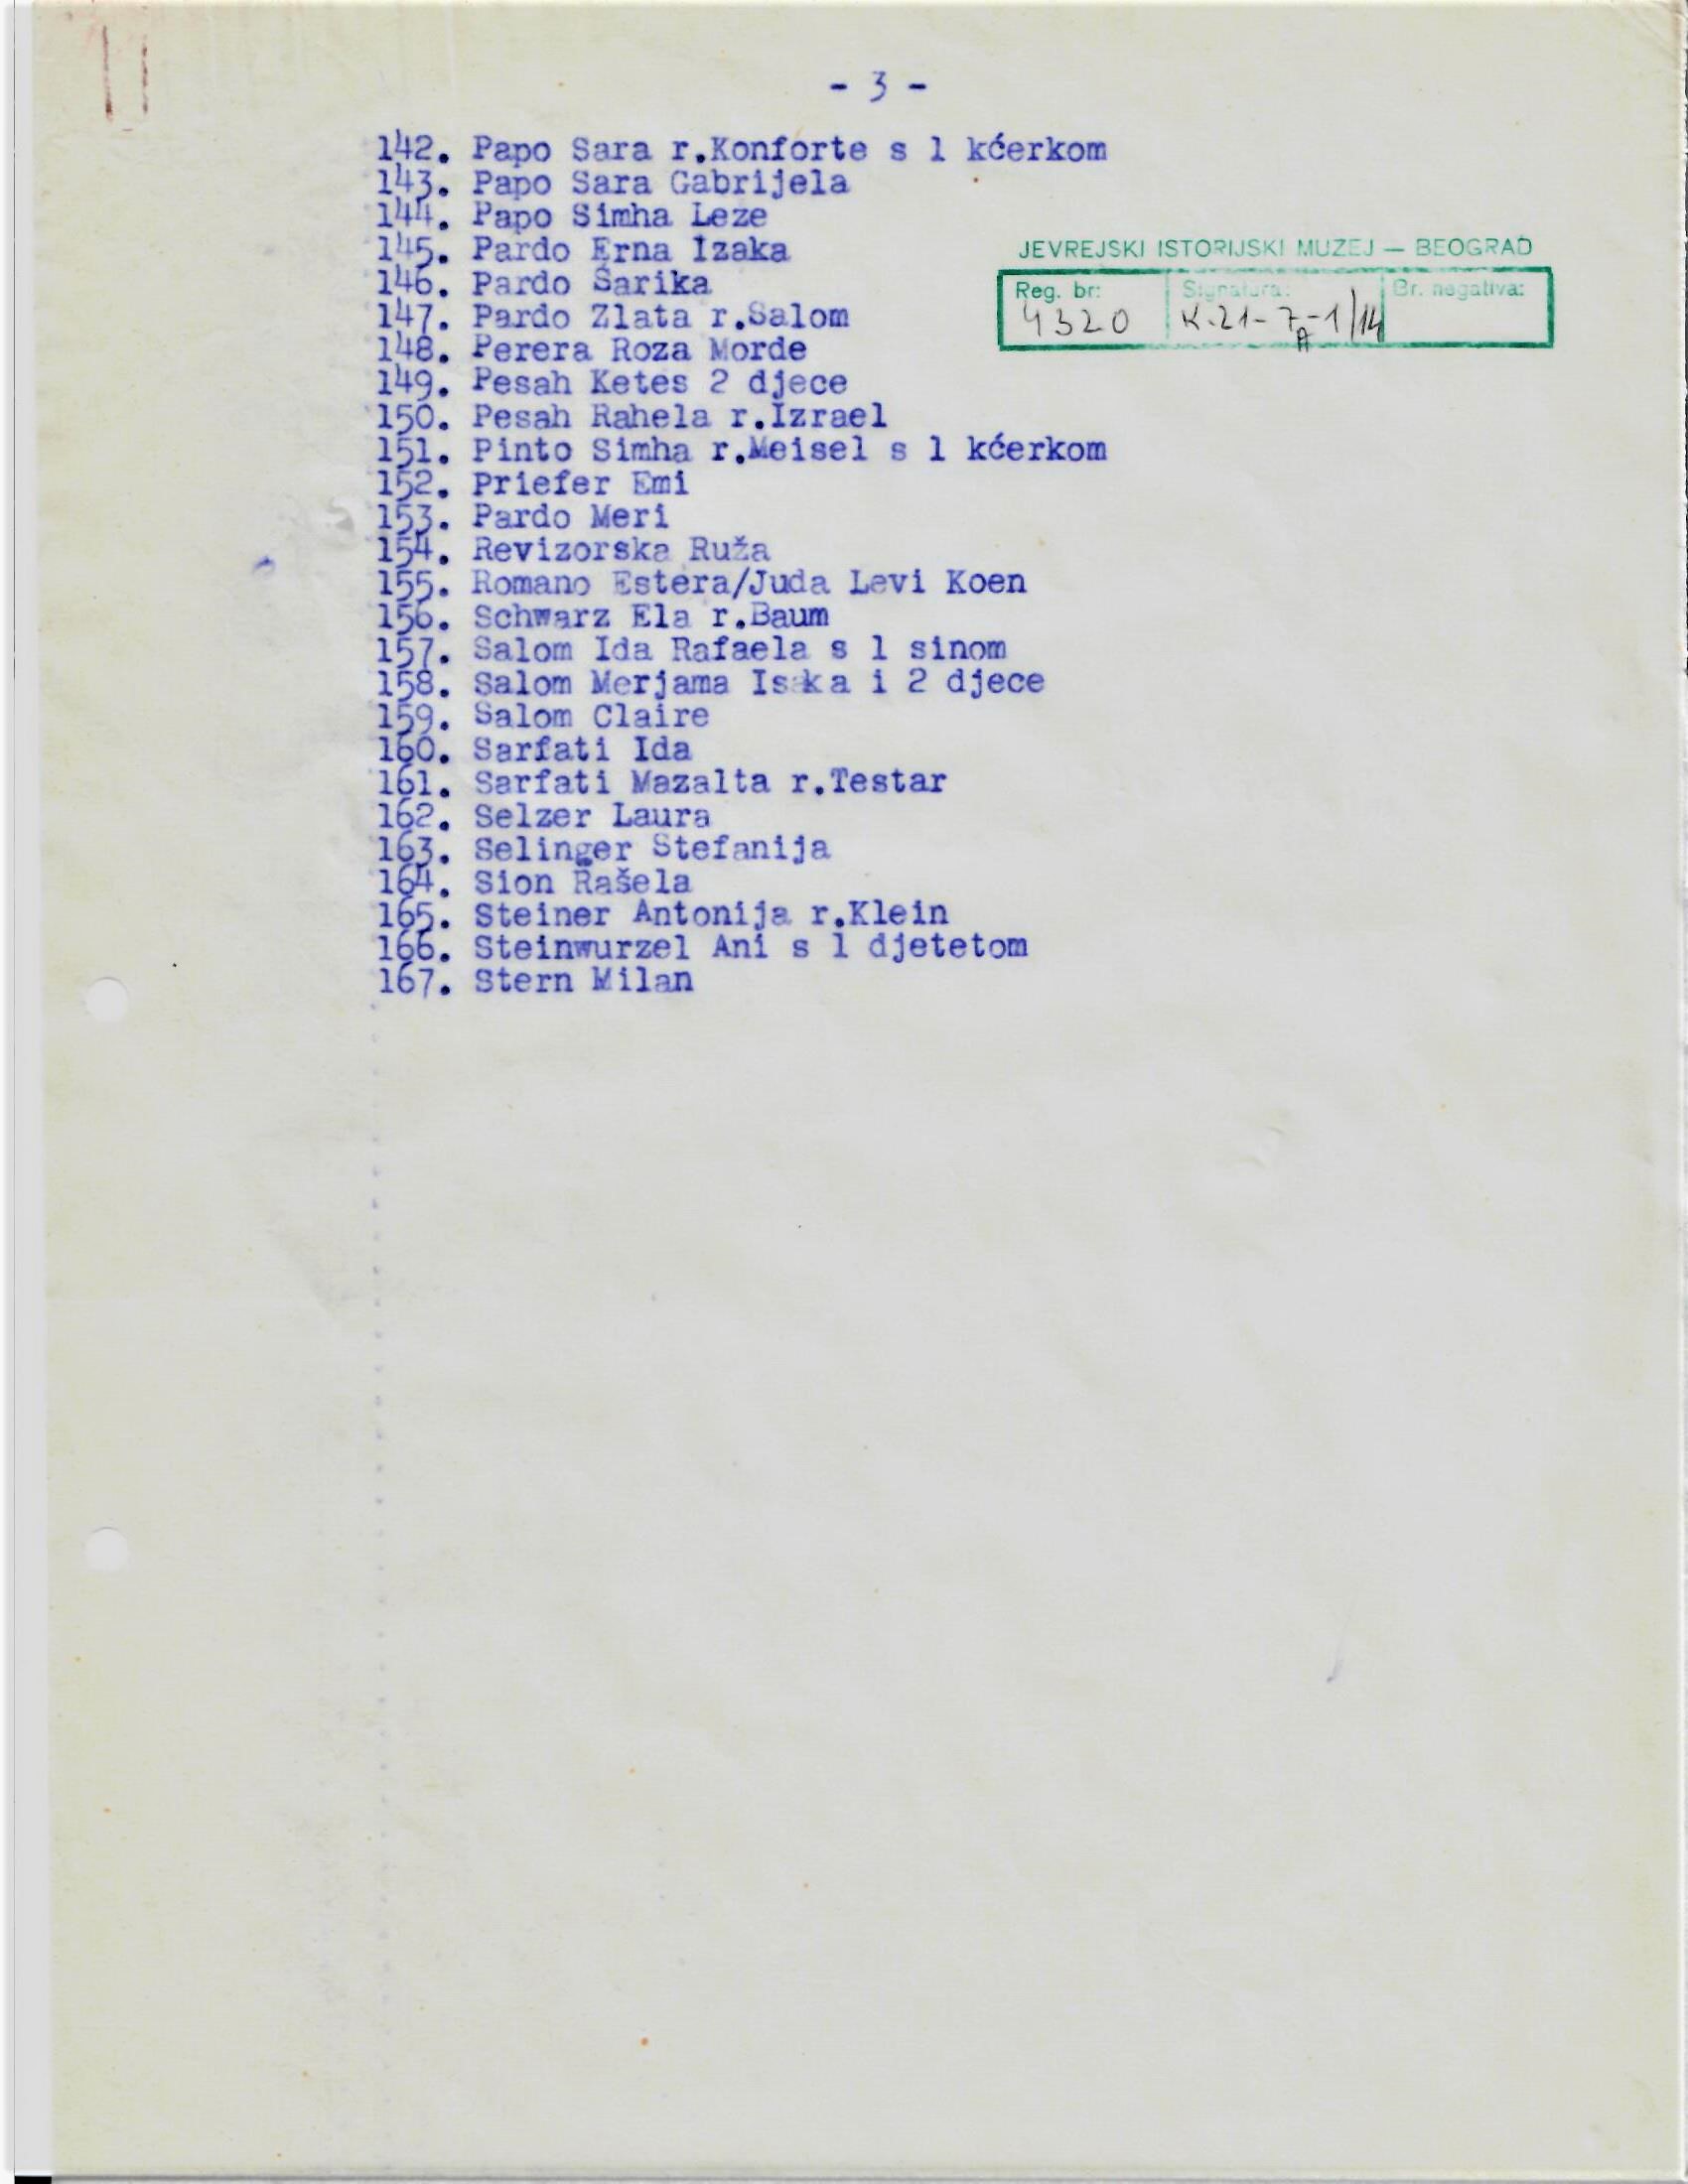 - 3 -
142. Papo Sara r.Konforte s 1 kćerkom
143. Papo Sara Gabrijela
144. Papo Simha Leze
145. Pardo Erna Izaka
146. Pardo Šarika
147. Pardo Zlata r.Salom
148. Perera Roza Morde
149. Pesah Ketes 2 djece
150. Pesah Rahela r.Izrael
151. Pinto Simha r.Meisel s 1 kćerkom
152. Priefer Emi
153. Pardo Meri
154. Revizorska Ruža
155. Romano Estera/Juda Levi Koen
156. Schwarz Ela r.Baum
157. Salom Ida Rafaela s 1 sinom
158. Salom Merjama Isaka i 2 djece
159. Salom Claire
160. Sarfati Ida
161. Sarfati Mazalta r.Testar
162. Selzer Laura
163. Selinger Stefanija
164. Sion Rašela
165. Steiner Antonija r.Klein
166. Steinwurzel Ani s 1 djetetom
167. Stern Milan
JEVREJSKI ISTORIJSKI MUZEJ — BEOGRAD
Reg. br: Signatura: Br. negativa:
4320 K.21-7A-1/14